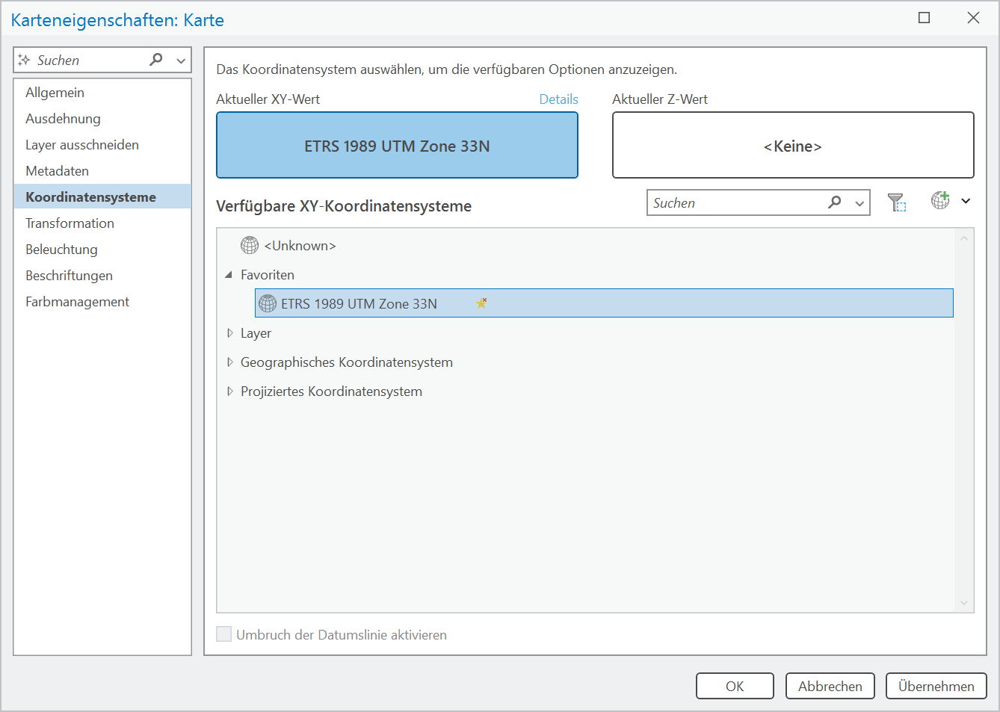 Karteneigenschaften: Karte
Suchen
Allgemein
Ausdehnung
Layer ausschneiden
Metadaten
Koordinatensysteme
Transformation
Beleuchtung
Beschriftungen
Farbmanagement
Das Koordinatensystem auswählen, um die verfügbaren Optionen anzuzeigen.
Aktueller XY-Wert Details Aktueller Z-Wert
ETRS 1989 UTM Zone 33N <Keine>
Verfügbare XY-Koordinatensysteme Suchen
<Unknown>
Favoriten
ETRS 1989 UTM Zone 33N
Layer
Geographisches Koordinatensystem
Projiziertes Koordinatensystem
Umbruch der Datumslinie aktivieren
OK Abbrechen Übernehmen